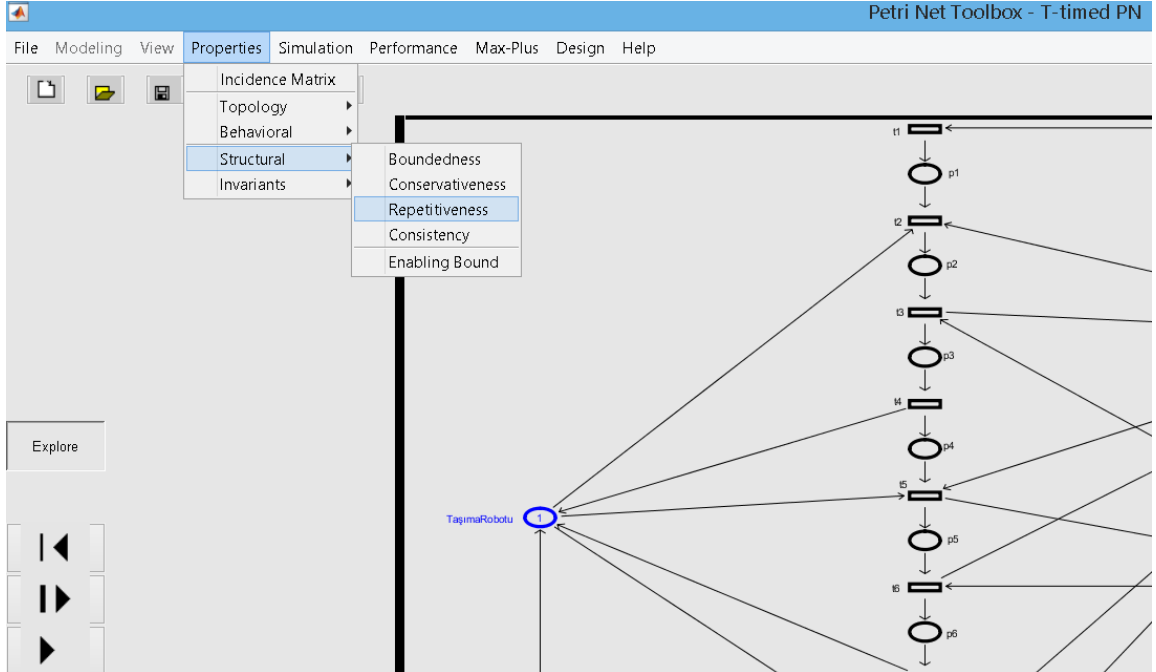 Petri Net Toolbox - T-timed PN
File Modeling View Properties Simulation Performance Max-Plus Design Help
Incidence Matrix
Topology
Behavioral
Structural
Invariants
Boundedness
Conservativeness
Repetitiveness
Consistency
Enabling Bound
Explore
t1
p1
t2
p2
t3
p3
t4
p4
t5
TaşımaRobotu 1
p5
t6
p6